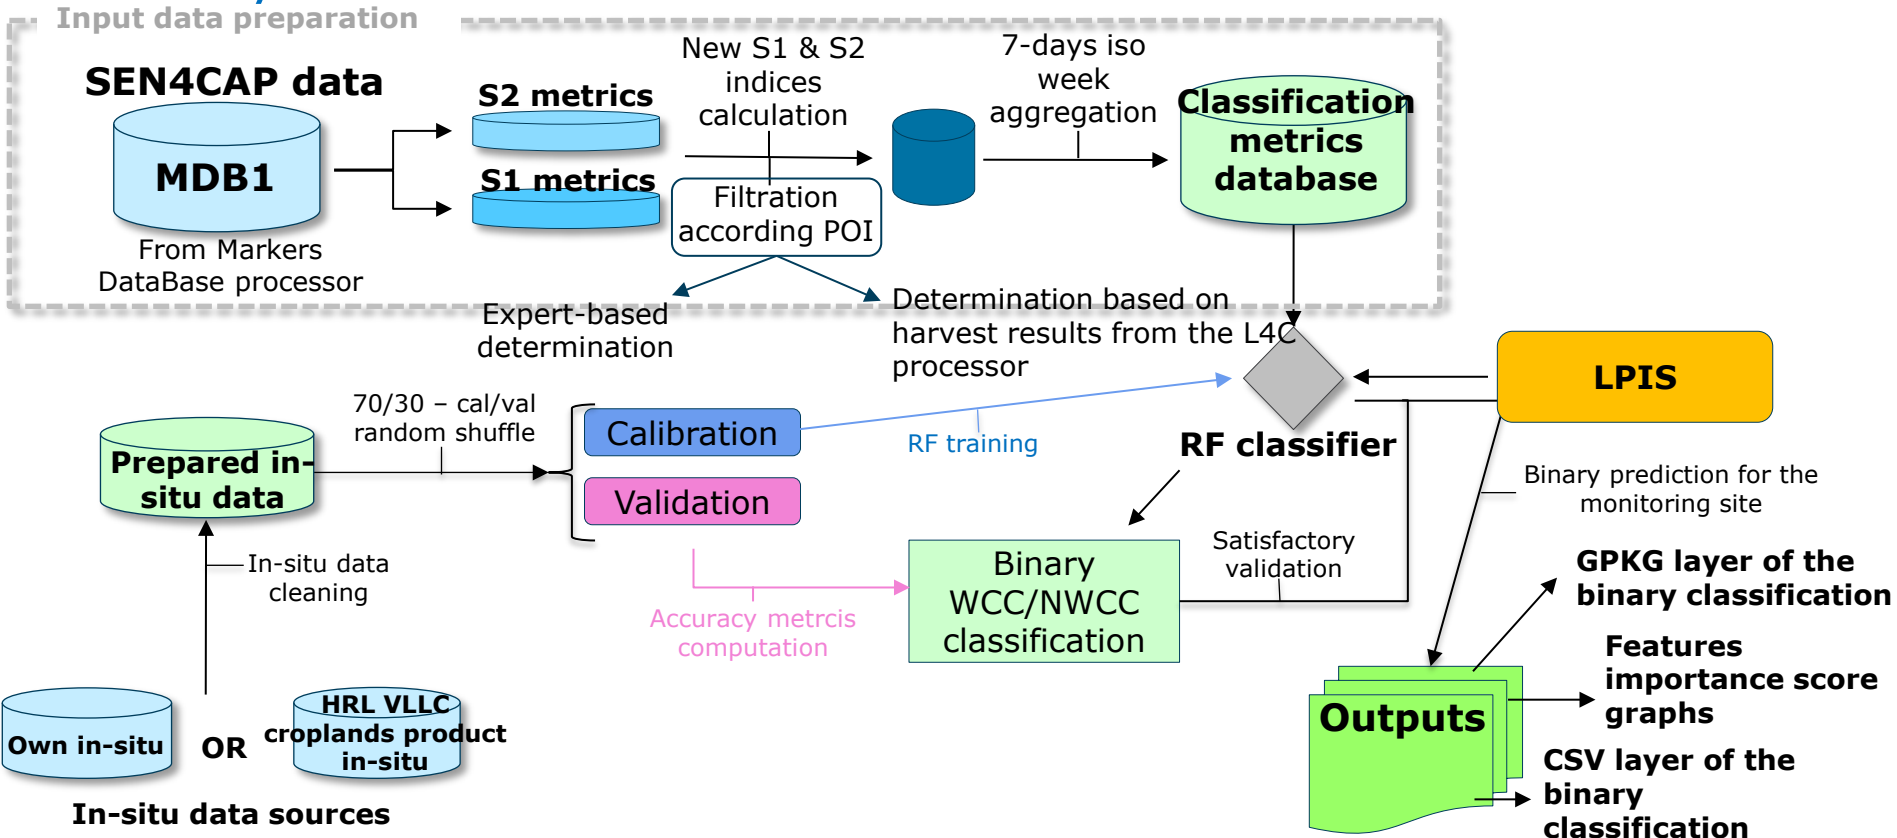 Input data preparation
SEN4CAP data
MDB1
From Markers
DataBase processor
S2 metrics
S1 metrics
New S1 & S2
indices
calculation
Filtration
according POI
7-days iso
week
aggregation
Classification
metrics
database
Expert-based
determination
Determination based on
harvest results from the L4C
processor
LPIS
70/30 – cal/val
random shuffle
Prepared in-
situ data
Calibration
Validation
RF training
RF classifier
Binary prediction for the
monitoring site
In-situ data
cleaning
Accuracy metrcis
computation
Binary
WCC/NWCC
classification
Satisfactory
validation
GPKG layer of the
binary classification
Features
importance score
graphs
Outputs
CSV layer of the
binary
classification
Own in-situ
OR
HRL VLLC
croplands product
in-situ
In-situ data sources